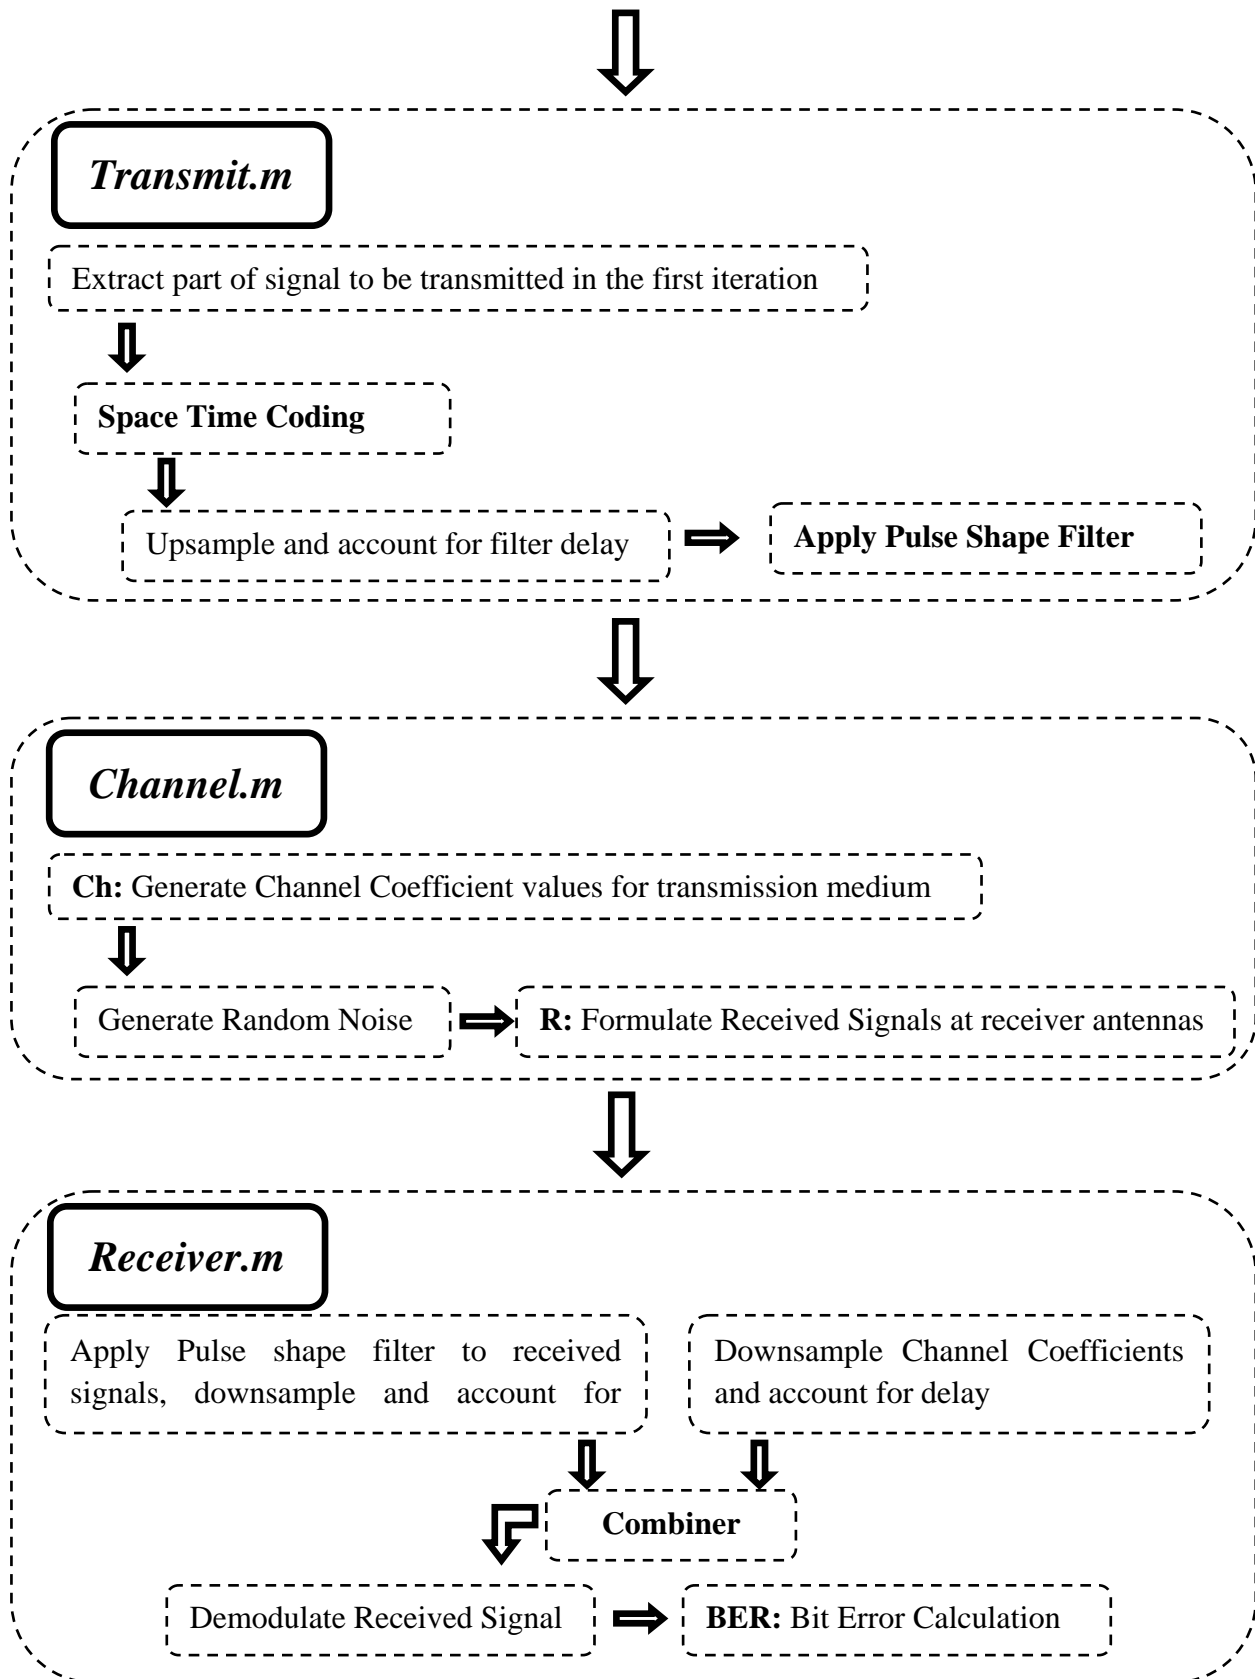 Transmit.m
Extract part of signal to be transmitted in the first iteration
Space Time Coding
Upsample and account for filter delay
Apply Pulse Shape Filter
Channel.m
Ch: Generate Channel Coefficient values for transmission medium
Generate Random Noise
R: Formulate Received Signals at receiver antennas
Receiver.m
Apply Pulse shape filter to received
signals, downsample and account for
Downsample Channel Coefficients
and account for delay
Combiner
Demodulate Received Signal
BER: Bit Error Calculation